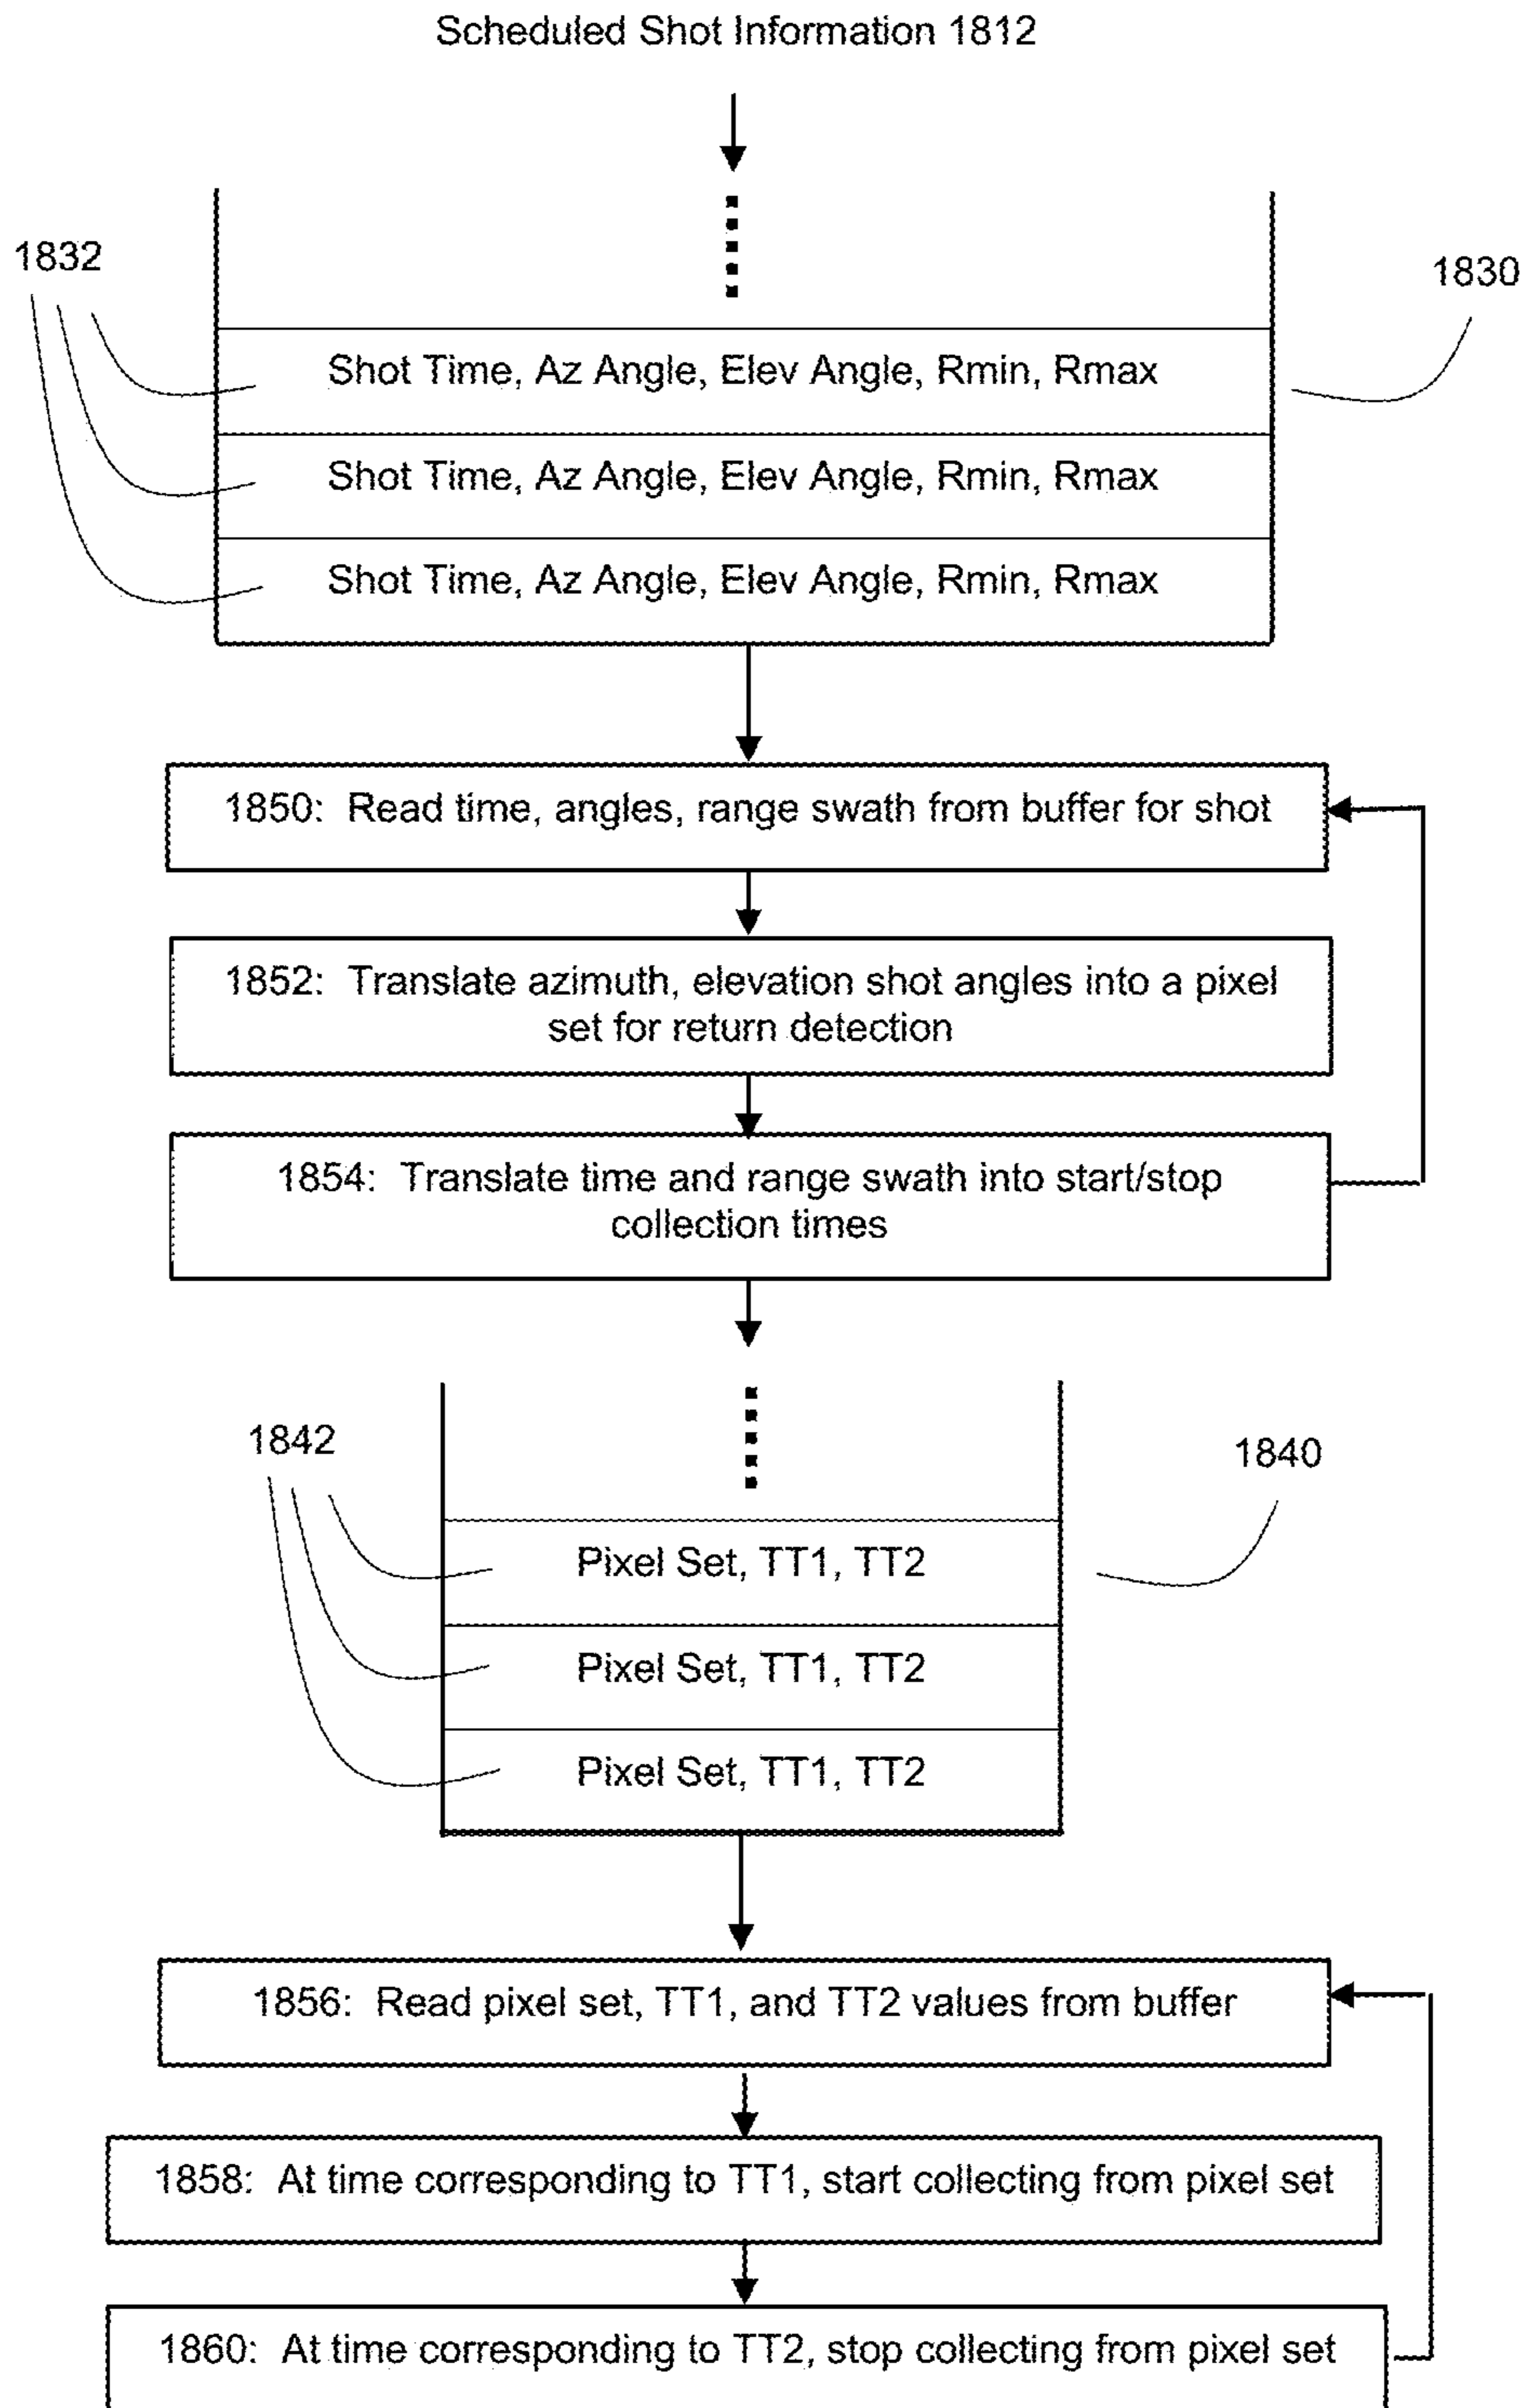 Scheduled Shot Information 1812
1832
1830
Shot Time, Az Angle, Elev Angle, Rmin, Rmax
Shot Time, Az Angle, Elev Angle, Rmin, Rmax
Shot Time, Az Angle, Elev Angle, Rmin, Rmax
1850: Read time, angles, range swath from buffer for shot
1852: Translate azimuth, elevation shot angles into a pixel
set for return detection
1854: Translate time and range swath into start/stop
collection times
1842
1840
Pixel Set, TT1, TT2
Pixel Set, TT1, TT2
Pixel Set, TT1, TT2
1856: Read pixel set, TT1, and TT2 values from buffer
1858: At time corresponding to TT1, start collecting from pixel set
1860: At time corresponding to TT2, stop collecting from pixel set